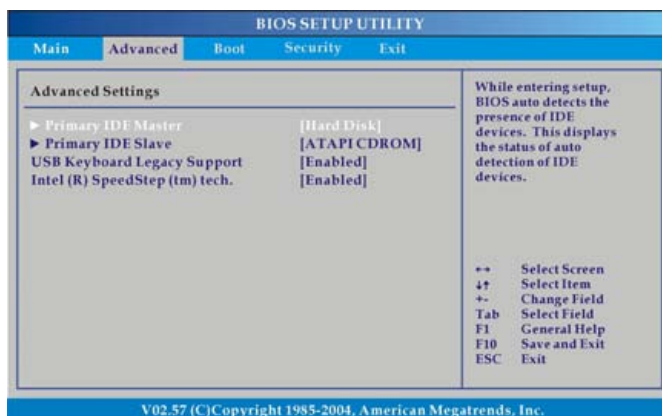 BIOS SETUP UTILITY
Main Advanced Boot Security Exit
Advanced Settings
► Primary IDE Master [Hard Disk]
► Primary IDE Slave [ATAPI CDROM]
USB Keyboard Legacy Support [Enabled]
Intel (R) SpeedStep (tm) tech. [Enabled]
While entering setup,
BIOS auto detects the
presence of IDE
devices. This displays
the status of auto
detection of IDE
devices.
↔ Select Screen
↓↑ Select Item
+- Change Field
Tab Select Field
F1 General Help
F10 Save and Exit
ESC Exit
V02.57 (C)Copyright 1985-2004, American Megatrends, Inc.